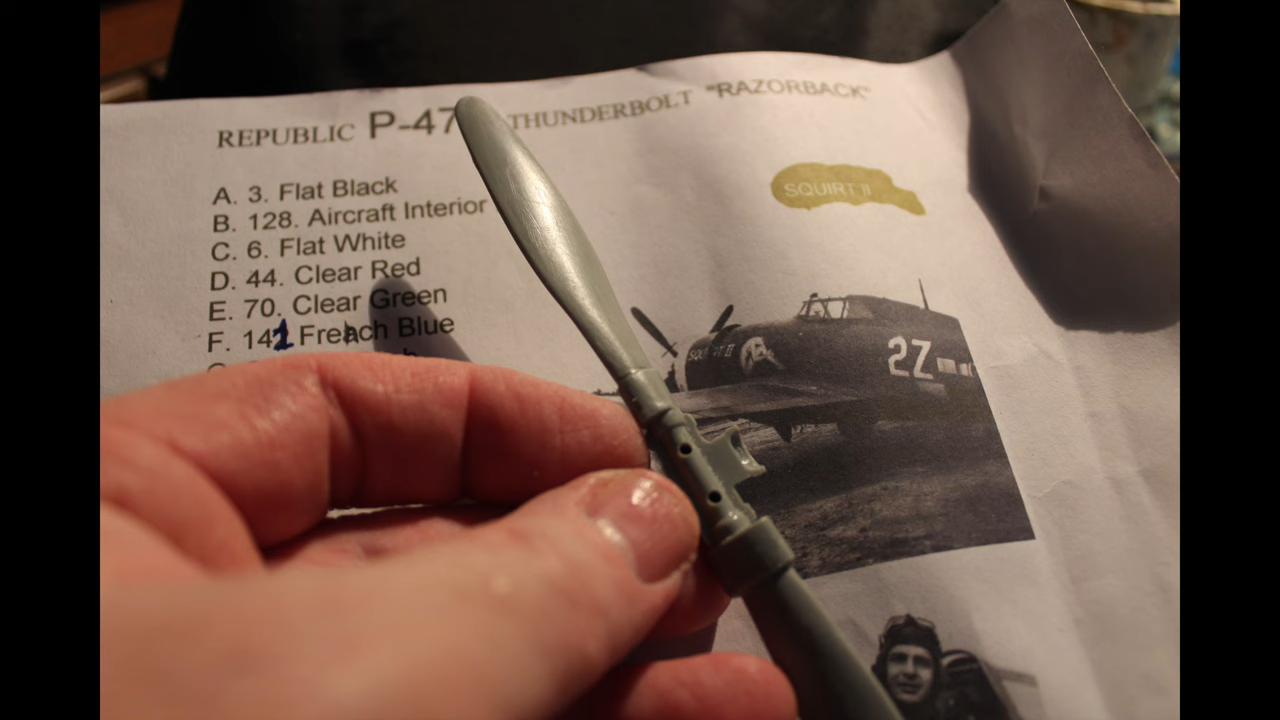 REPUBLIC P-47 THUNDERBOLT "RAZORBACK"
SQUIRT II
A. 3. Flat Black
B. 128. Aircraft Interior
C. 6. Flat White
D. 44. Clear Red
E. 70. Clear Green
F. 141 French Blue
2Z